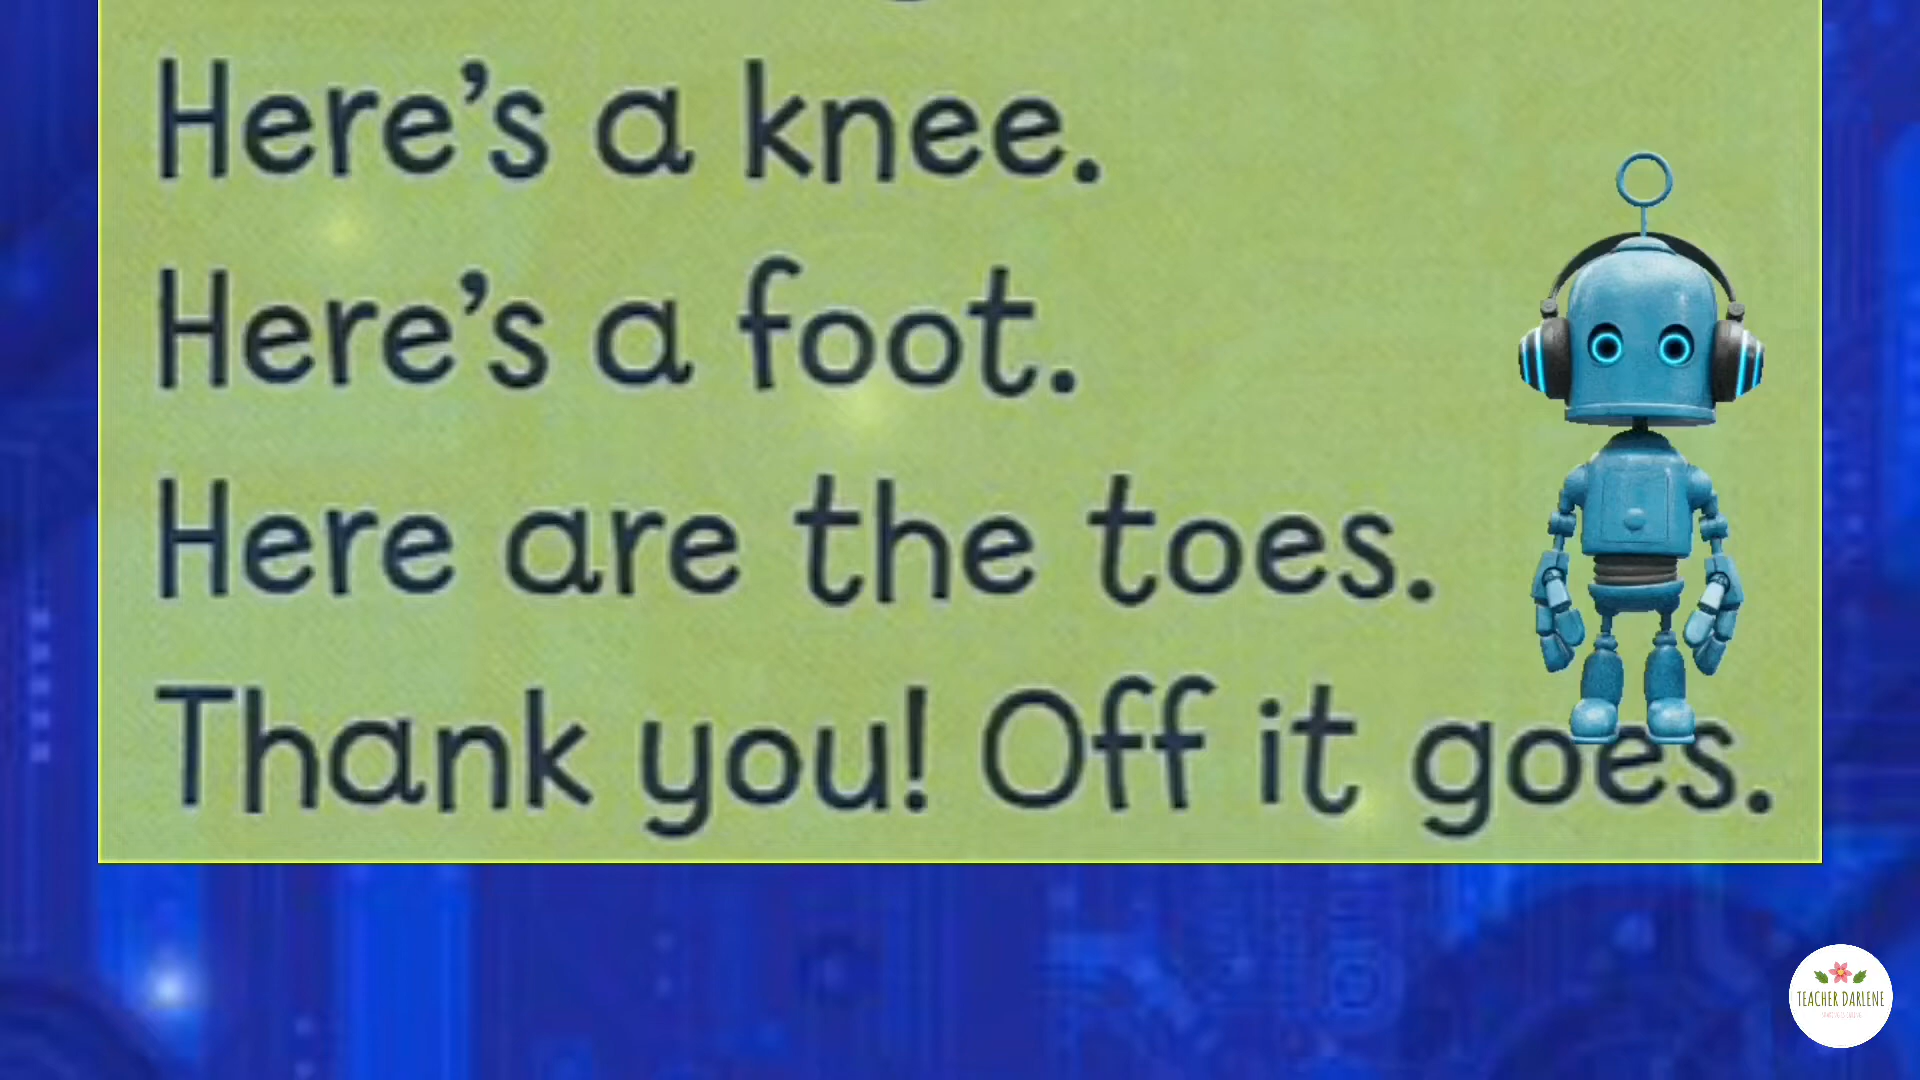 Here’s a knee.
Here’s a foot.
Here are the toes.
Thank you! Off it goes.
TEACHER DARLENE